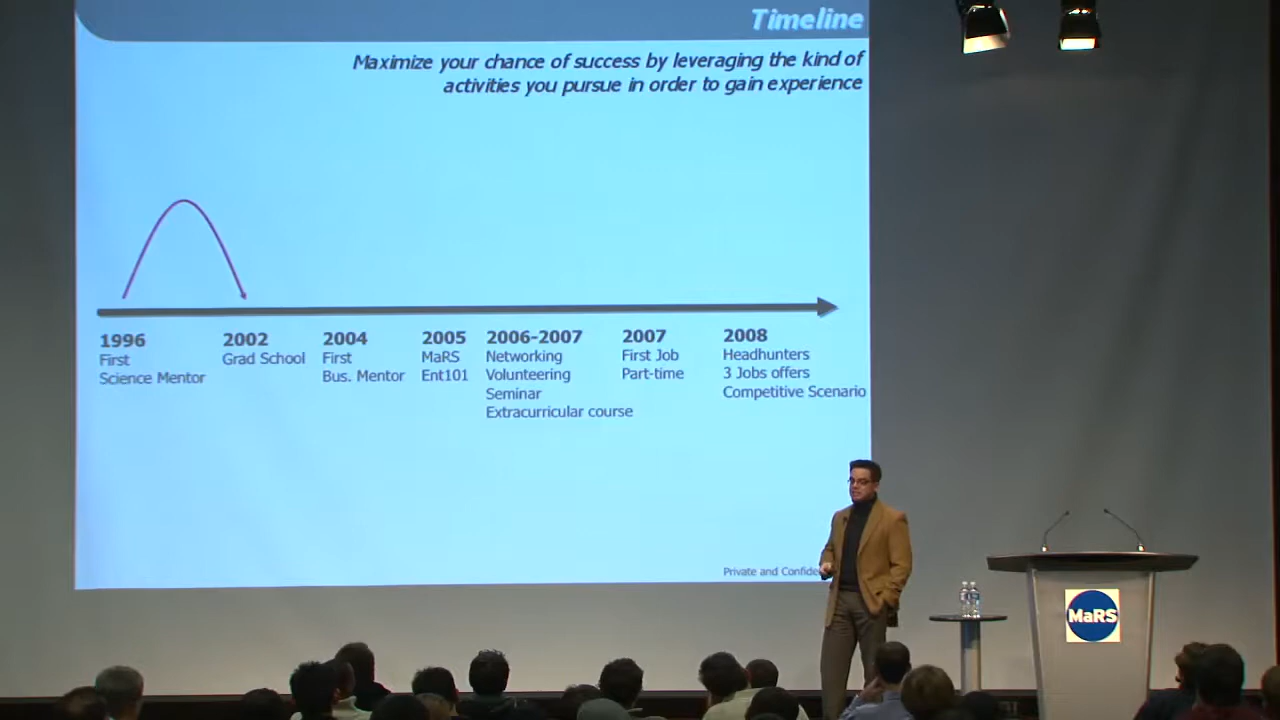 Timeline
Maximize your chance of success by leveraging the kind of
activities you pursue in order to gain experience
1996
First
Science Mentor
2002
Grad School
2004
First
Bus. Mentor
2005
MaRS
Ent101
2006-2007
Networking
Volunteering
Seminar
Extracurricular course
2007
First Job
Part-time
2008
Headhunters
3 Jobs offers
Competitive Scenario
Private and
MaRS